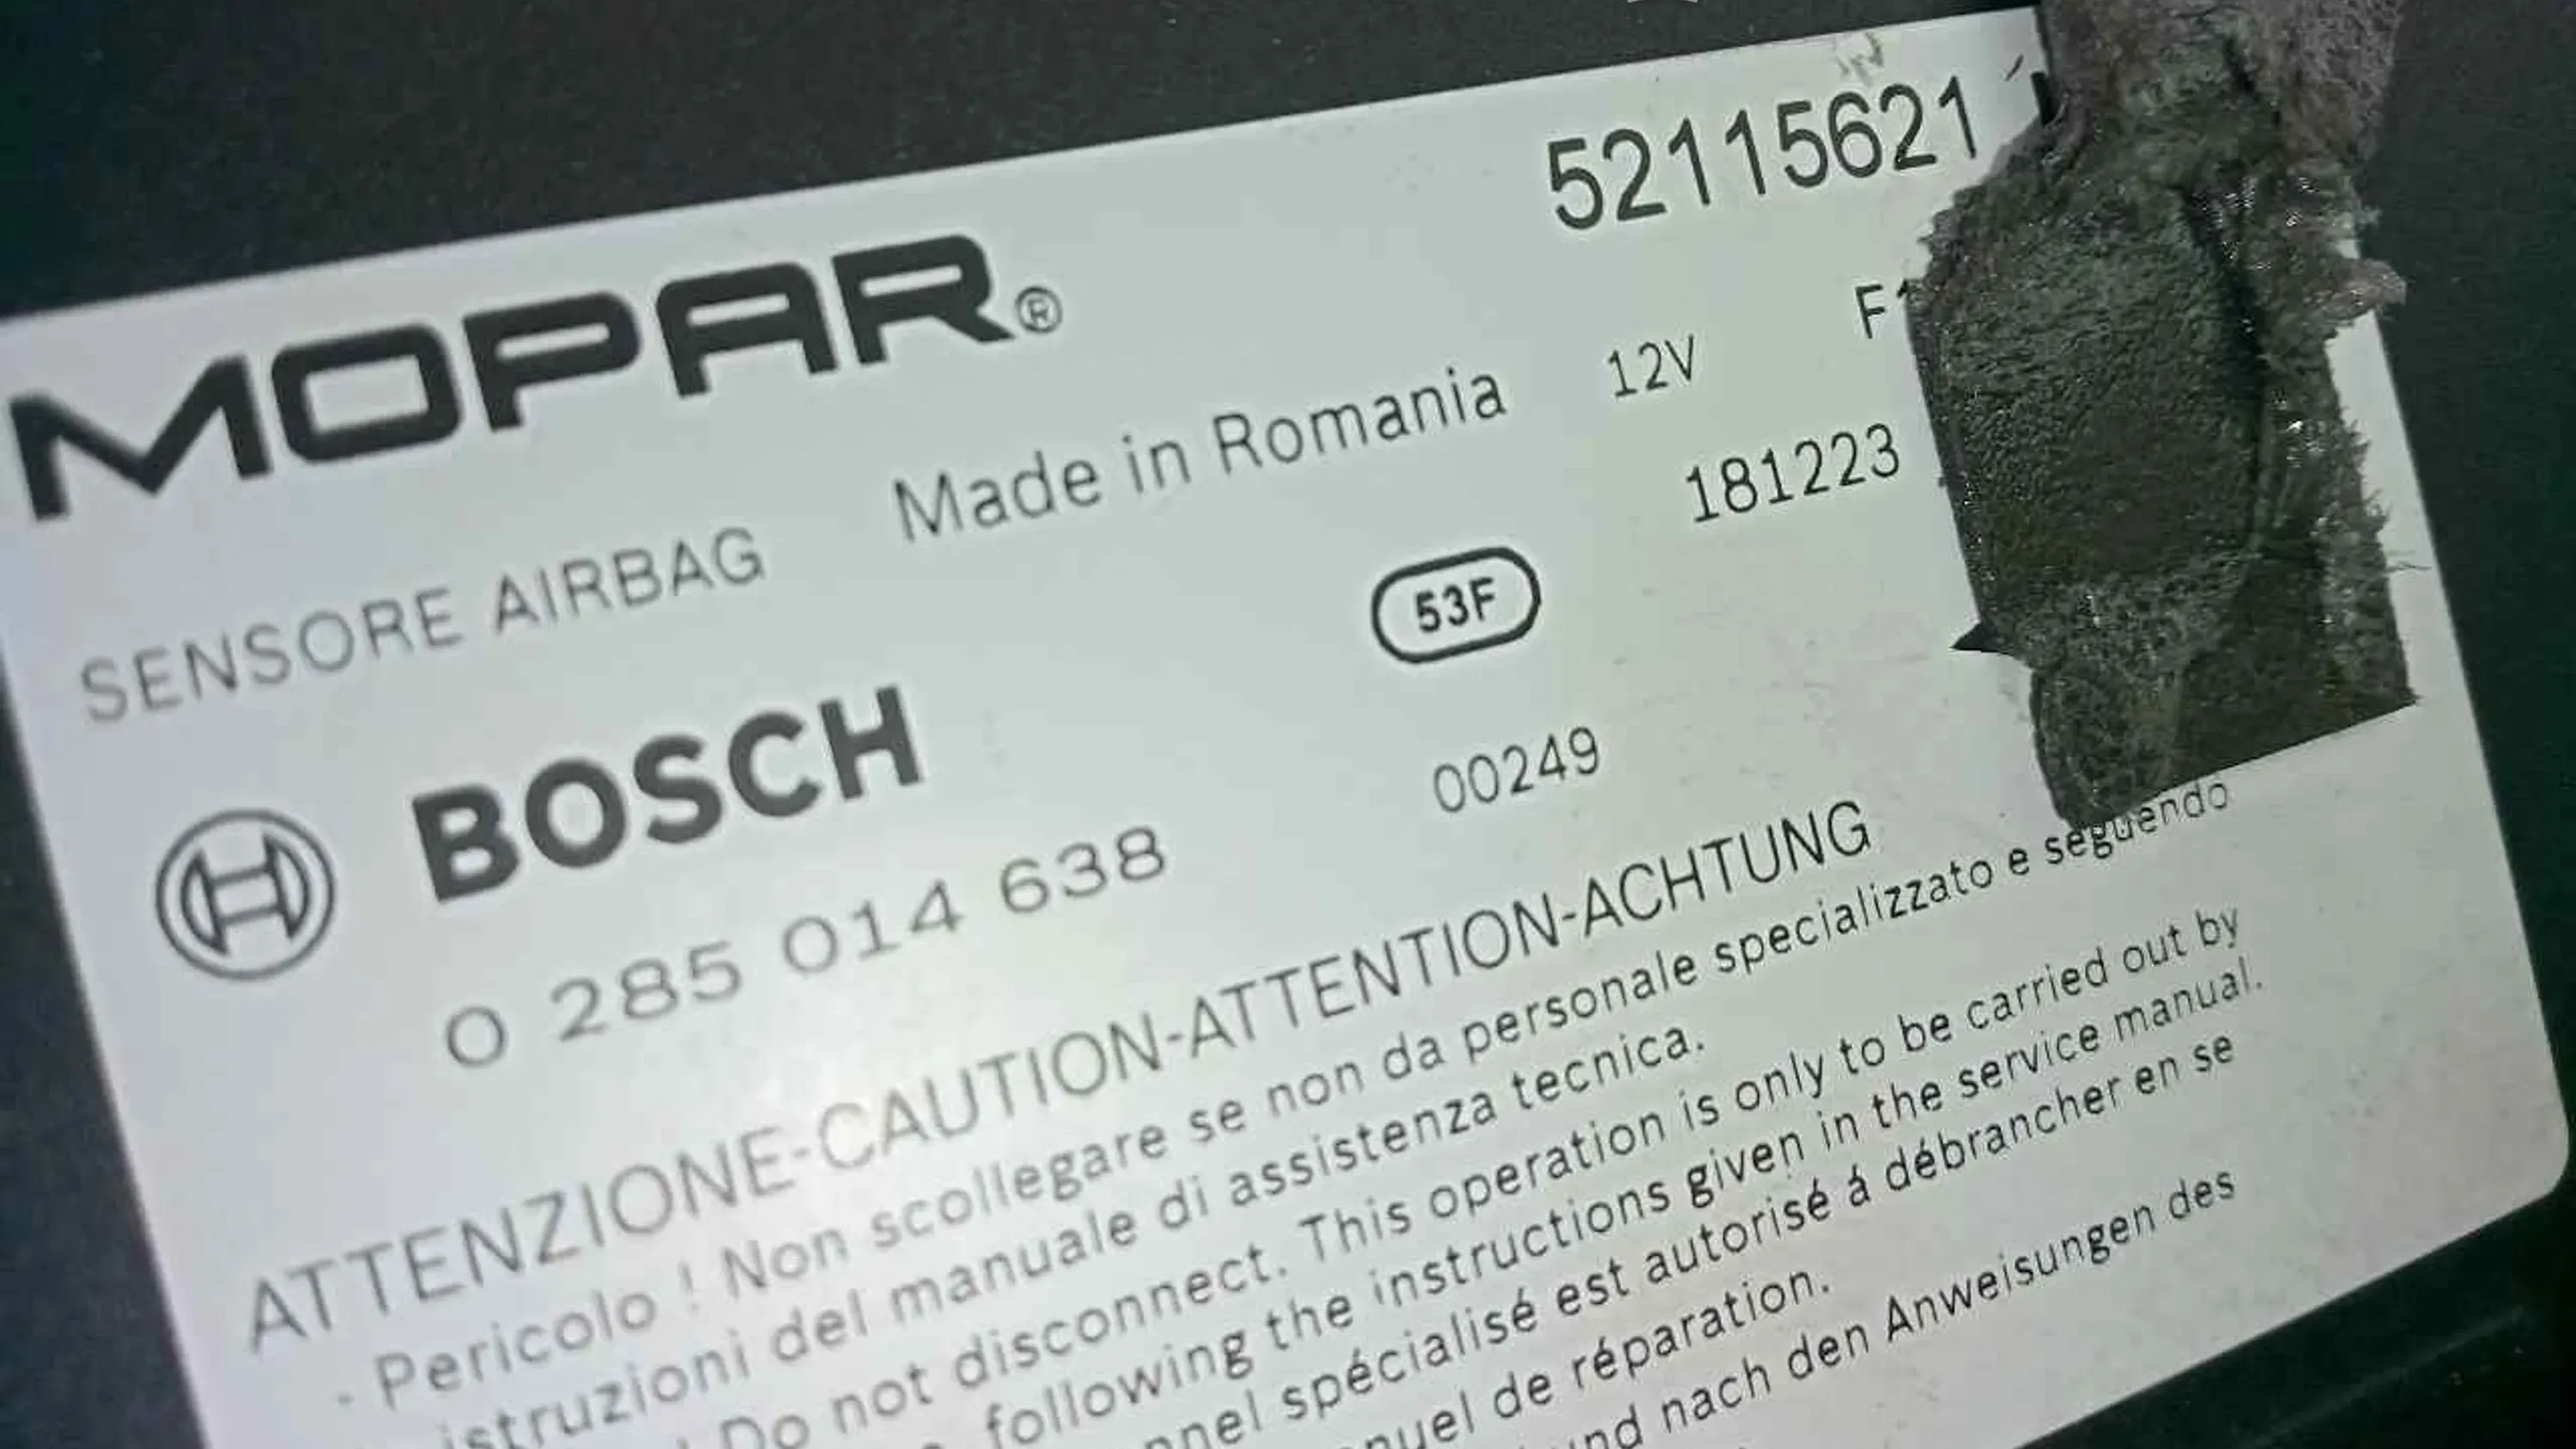 52115621
MOPAR®
SENSORE AIRBAG Made in Romania 12V
181223
53F
BOSCH
0 285 014 638 00249
ATTENZIONE-CAUTION-ATTENTION-ACHTUNG
- Pericolo ! Non scollegare se non da personale specializzato e seguendo
istruzioni del manuale di assistenza tecnica.
! Do not disconnect. This operation is only to be carried out by
following the instructions given in the service manual.
spécialisé est autorisé á débrancher en se
de réparation.
nach den Anweisungen des